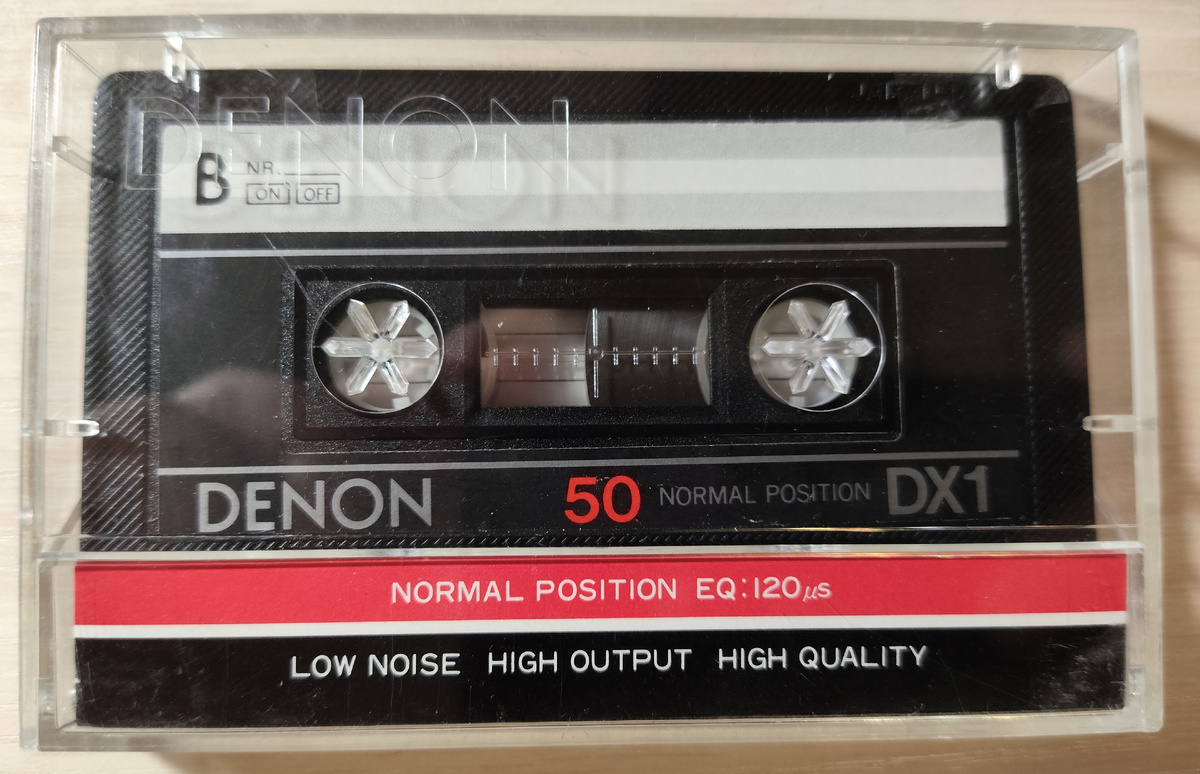 DENON
B NR.
ON OFF
DENON 50 NORMAL POSITION DX1
NORMAL POSITION EQ:120μs
LOW NOISE HIGH OUTPUT HIGH QUALITY